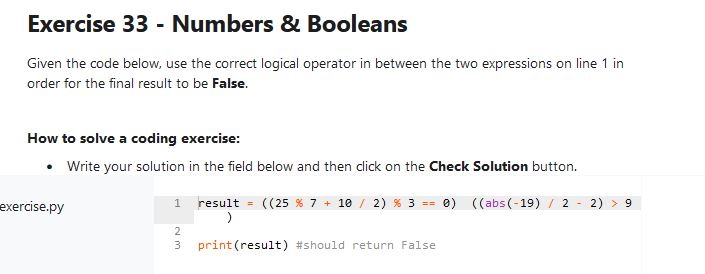 Exercise 33 - Numbers & Booleans
Given the code below, use the correct logical operator in between the two expressions on line 1 in
order for the final result to be False.
How to solve a coding exercise:
• Write your solution in the field below and then click on the Check Solution button.
exercise.py
1 result = ((25 % 7 + 10 / 2) % 3 == 0)  ((abs(-19) / 2 - 2) > 9
)
2
3 print(result) #should return False